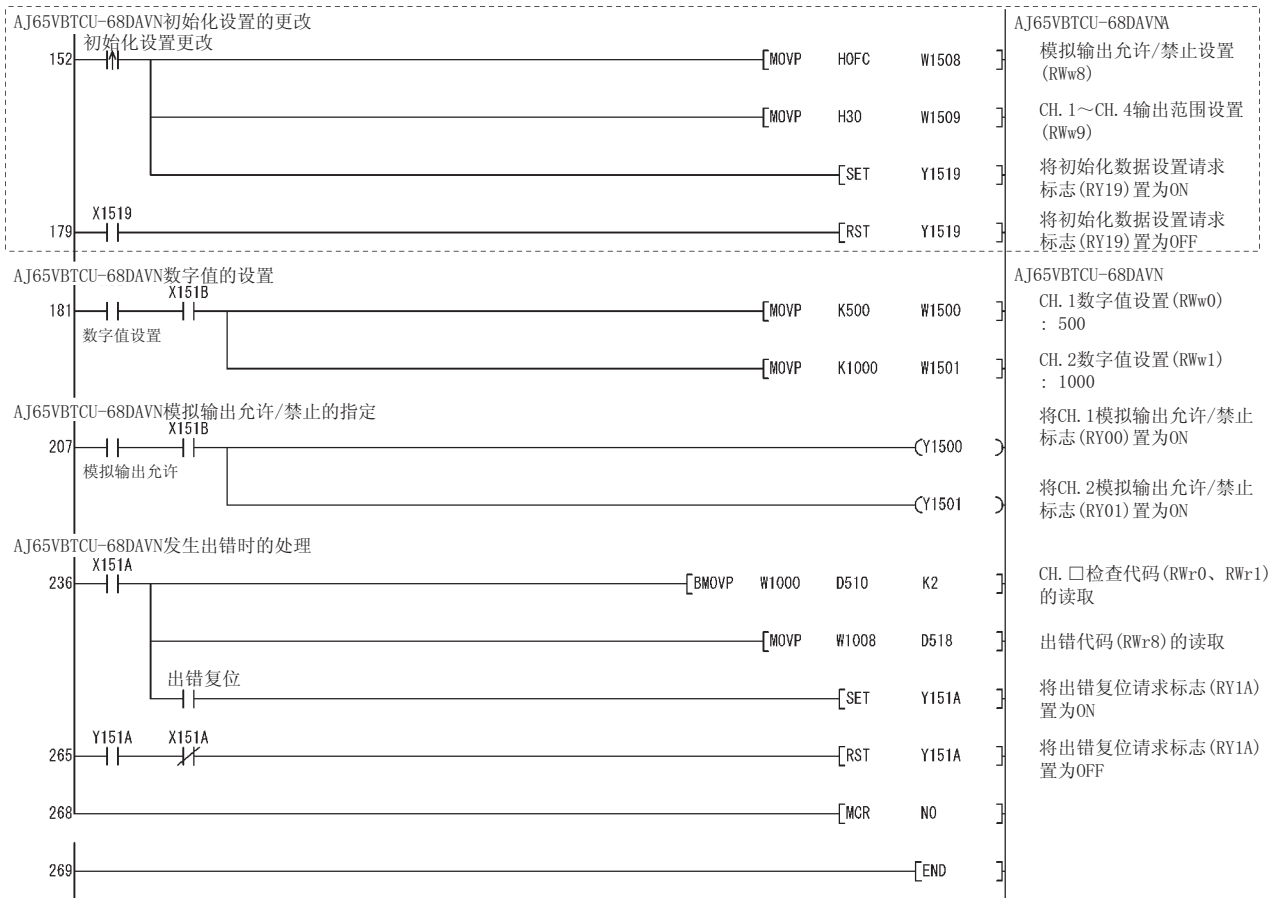 AJ65VBTCU-68DAVN初始化设置的更改
AJ65VBTCU-68DAVNA
初始化设置更改
152 MOVP H0FC W1508
模拟输出允许/禁止设置
(RWw8)
MOVP H30 W1509
CH.1～CH.4输出范围设置
(RWw9)
SET Y1519
将初始化数据设置请求
标志(RY19)置为ON
X1519
179 RST Y1519
将初始化数据设置请求
标志(RY19)置为OFF
AJ65VBTCU-68DAVN数字值的设置
AJ65VBTCU-68DAVN
X151B
181 MOVP K500 W1500
数字值设置
CH.1数字值设置(RWw0)
: 500
MOVP K1000 W1501
CH.2数字值设置(RWw1)
: 1000
AJ65VBTCU-68DAVN模拟输出允许/禁止的指定
X151B
207 Y1500
模拟输出允许
将CH.1模拟输出允许/禁止
标志(RY00)置为ON
Y1501
将CH.2模拟输出允许/禁止
标志(RY01)置为ON
AJ65VBTCU-68DAVN发生出错时的处理
X151A
236 BMOVP W1000 D510 K2
CH.□检查代码(RWr0、RWr1)
的读取
MOVP W1008 D518
出错代码(RWr8)的读取
出错复位
SET Y151A
将出错复位请求标志(RY1A)
置为ON
Y151A X151A
265 RST Y151A
将出错复位请求标志(RY1A)
置为OFF
268 MCR N0
269 END